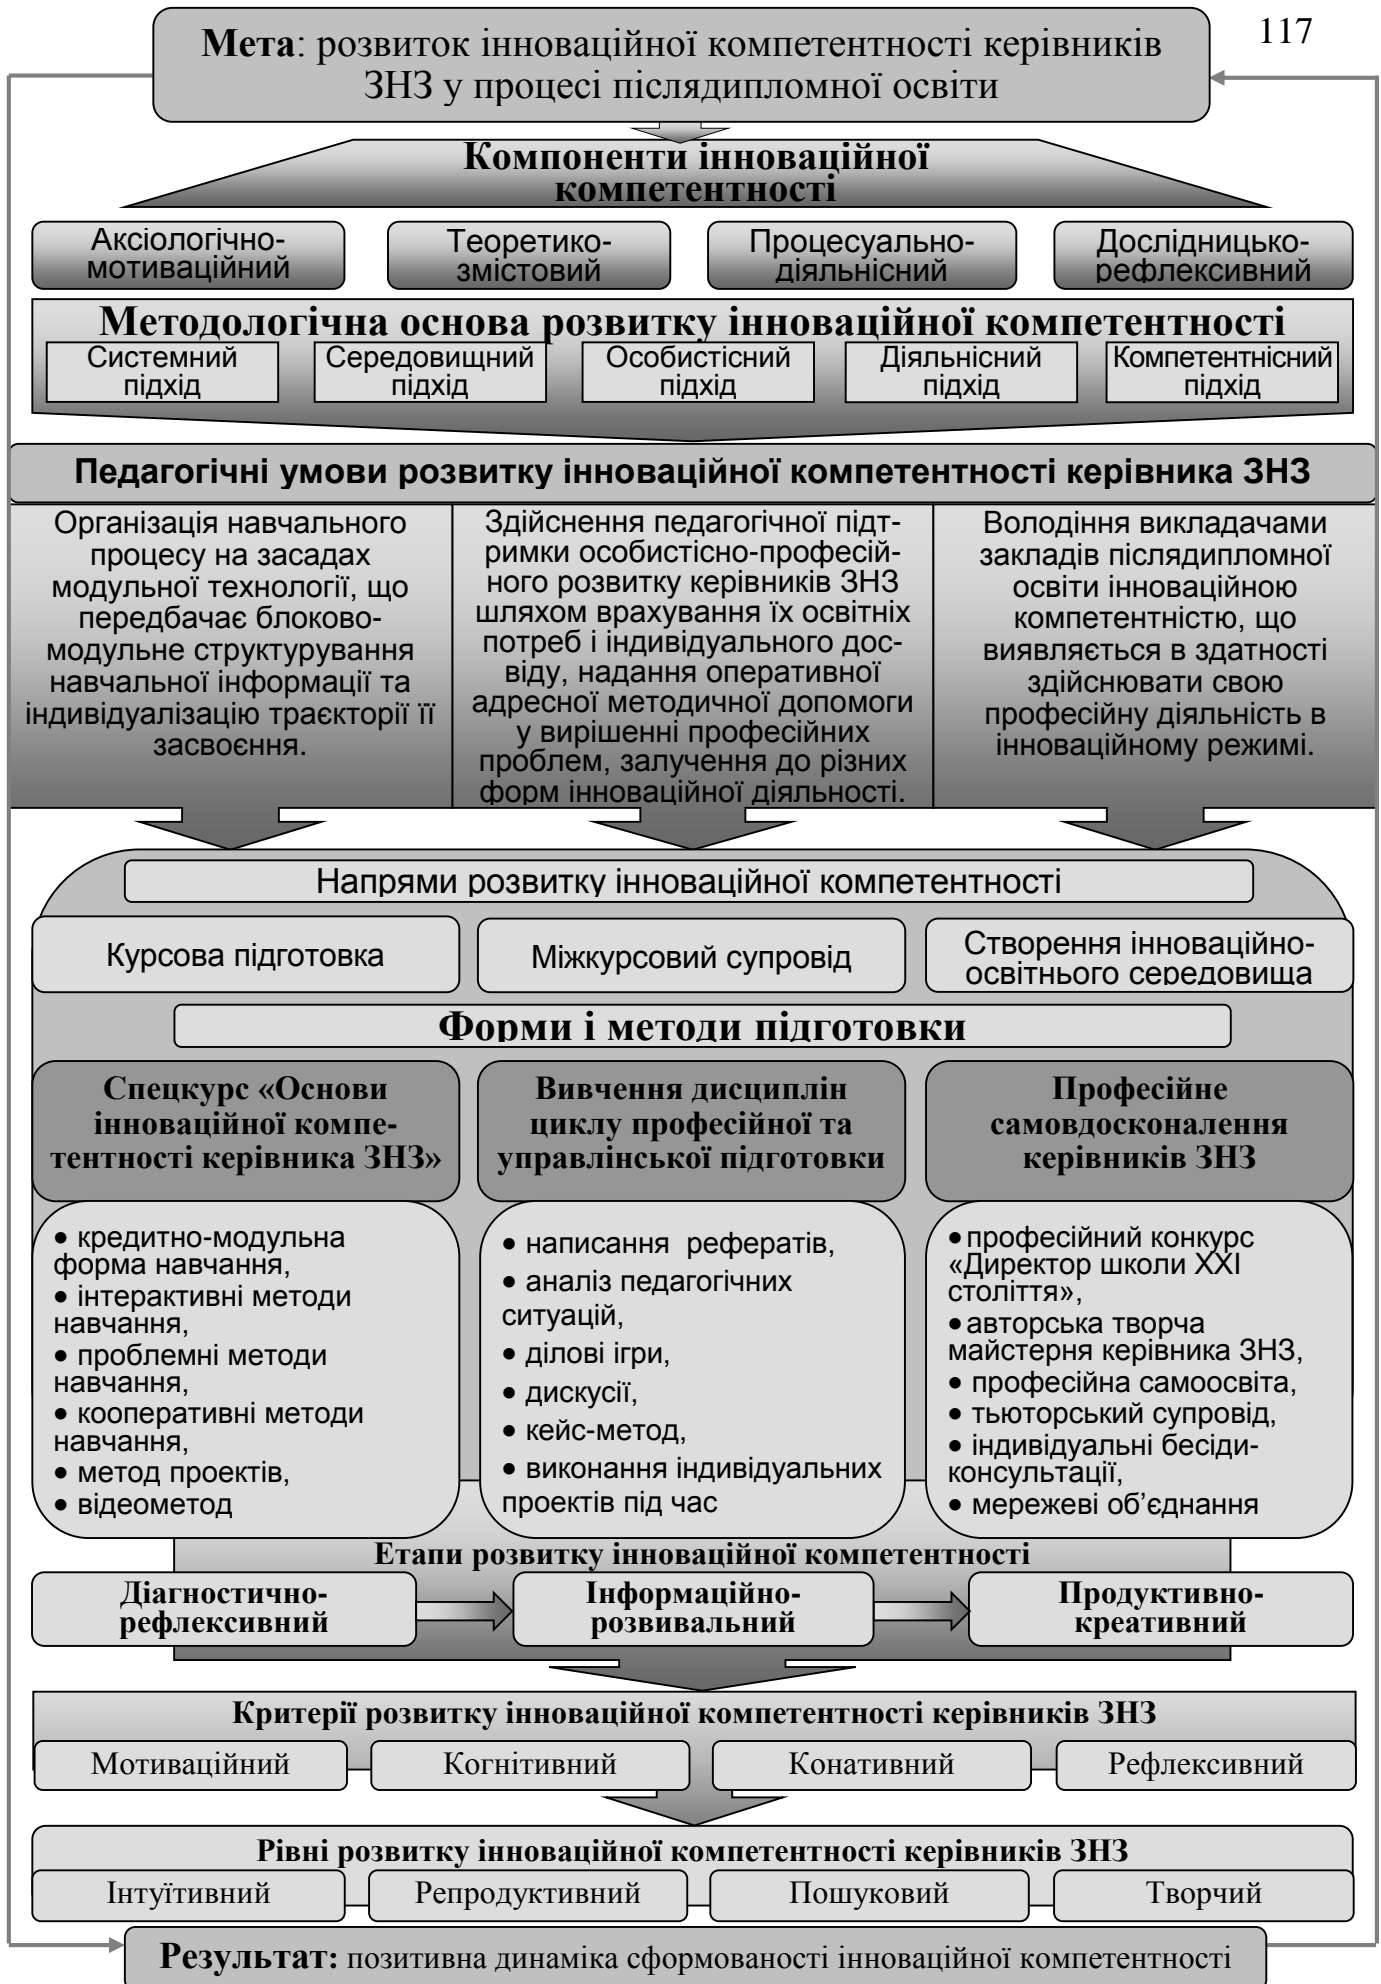 117
Мета: розвиток інноваційної компетентності керівників
ЗНЗ у процесі післядипломної освіти
Компоненти інноваційної
компетентності
Аксіологічно-
мотиваційний
Теоретико-
змістовий
Процесуально-
діяльнісний
Дослідницько-
рефлексивний
Методологічна основа розвитку інноваційної компетентності
Системний
підхід
Середовищний
підхід
Особистісний
підхід
Діяльнісний
підхід
Компетентнісний
підхід
Педагогічні умови розвитку інноваційної компетентності керівника ЗНЗ
Організація навчального
процесу на засадах
модульної технології, що
передбачає блоково-
модульне структурування
навчальної інформації та
індивідуалізацію траєкторії її
засвоєння.
Здійснення педагогічної підт-
римки особистісно-професій-
ного розвитку керівників ЗНЗ
шляхом врахування їх освітніх
потреб і індивідуального дос-
віду, надання оперативної
адресної методичної допомоги
у вирішенні професійних
проблем, залучення до різних
форм інноваційної діяльності.
Володіння викладачами
закладів післядипломної
освіти інноваційною
компетентністю, що
виявляється в здатності
здійснювати свою
професійну діяльність в
інноваційному режимі.
Напрями розвитку інноваційної компетентності
Курсова підготовка
Міжкурсовий супровід
Створення інноваційно-
освітнього середовища
Форми і методи підготовки
Спецкурс «Основи
інноваційної компе-
тентності керівника ЗНЗ»
Вивчення дисциплін
циклу професійної та
управлінської підготовки
Професійне
самовдосконалення
керівників ЗНЗ
• кредитно-модульна
форма навчання,
• інтерактивні методи
навчання,
• проблемні методи
навчання,
• кооперативні методи
навчання,
• метод проектів,
• відеометод
• написання рефератів,
• аналіз педагогічних
ситуацій,
• ділові ігри,
• дискусії,
• кейс-метод,
• виконання індивідуальних
проектів під час
• професійний конкурс
«Директор школи ХХІ
століття»,
• авторська творча
майстерня керівника ЗНЗ,
• професійна самоосвіта,
• тьюторський супровід,
• індивідуальні бесіди-
консультації,
• мережеві об’єднання
Етапи розвитку інноваційної компетентності
Діагностично-
рефлексивний
Інформаційно-
розвивальний
Продуктивно-
креативний
Критерії розвитку інноваційної компетентності керівників ЗНЗ
Мотиваційний
Когнітивний
Конативний
Рефлексивний
Рівні розвитку інноваційної компетентності керівників ЗНЗ
Інтуїтивний
Репродуктивний
Пошуковий
Творчий
Результат: позитивна динаміка сформованості інноваційної компетентності